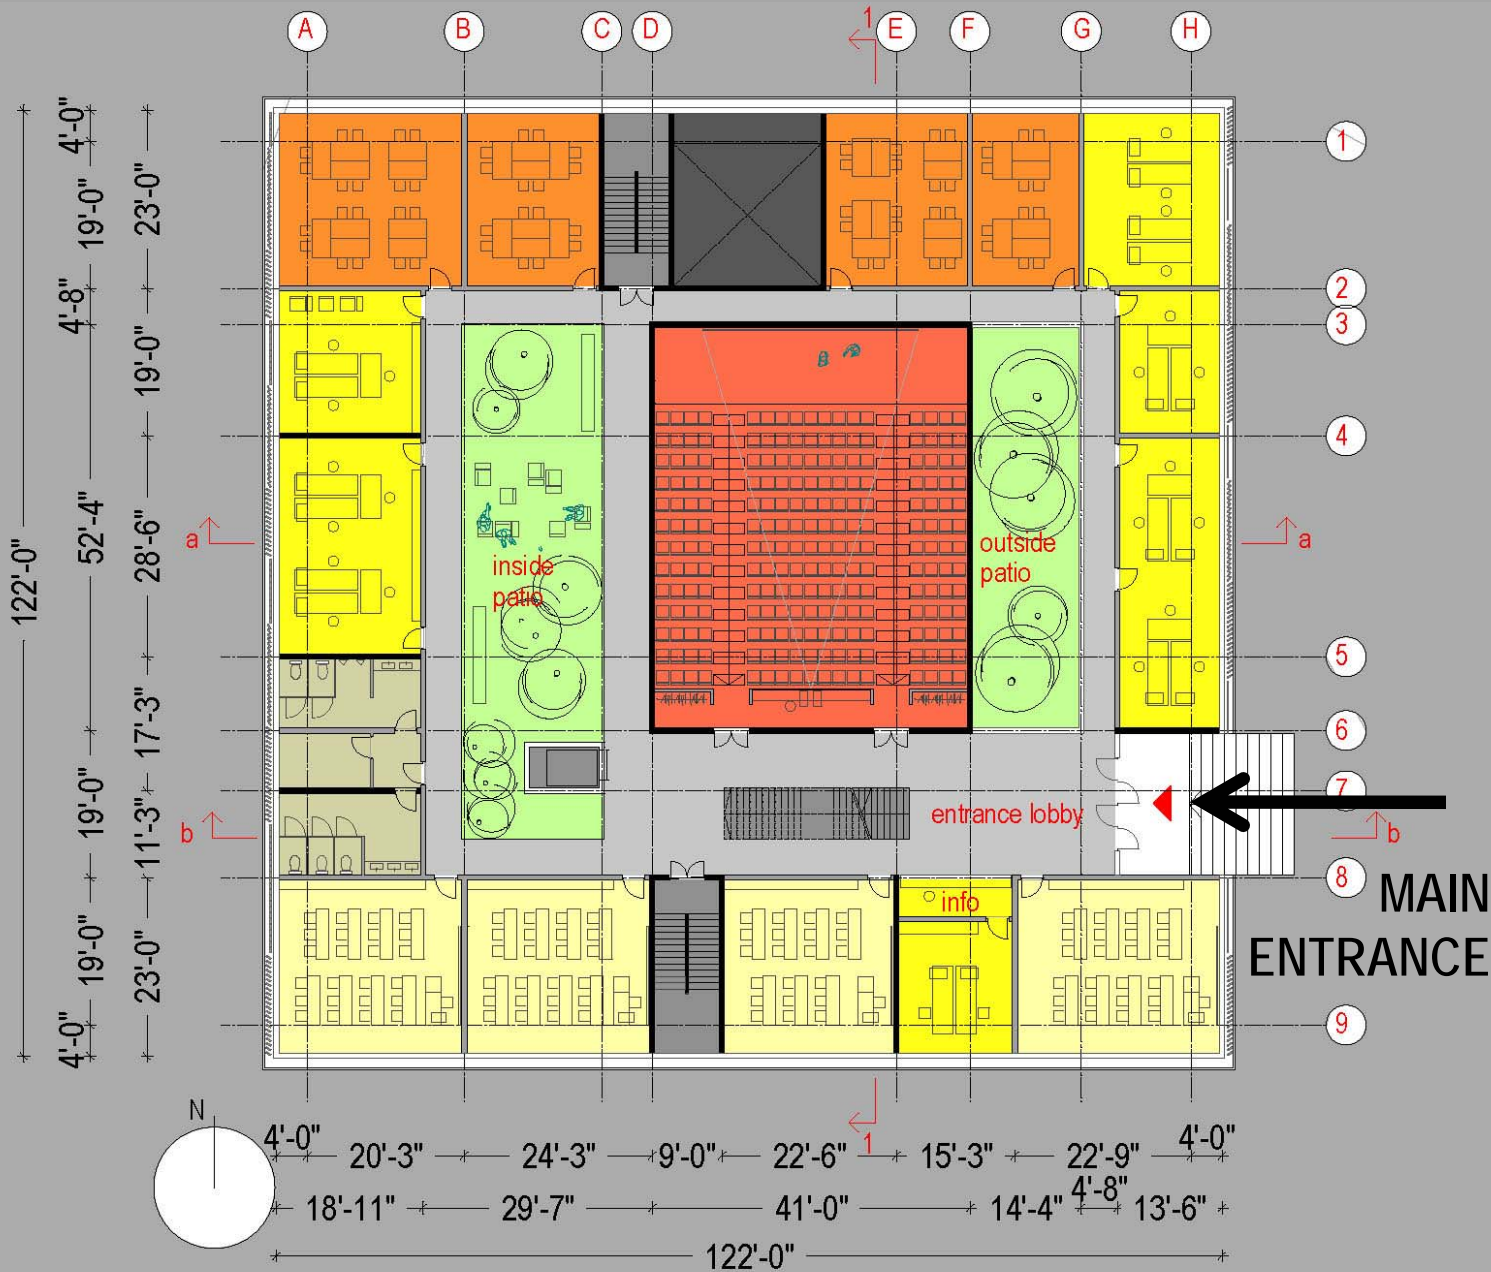 1
A B C D E F G H
4'-0"
19'-0"
23'-0"
4'-8"
19'-0"
52'-4"
28'-6"
122'-0"
17'-3"
19'-0"
11'-3"
19'-0"
23'-0"
4'-0"
1
2
3
4
5
6
7
8
9
a
a
b
b
inside
patio
outside
patio
entrance lobby
info
MAIN
ENTRANCE
N
1
4'-0" 20'-3" 24'-3" 9'-0" 22'-6" 15'-3" 22'-9" 4'-0"
18'-11" 29'-7" 41'-0" 14'-4" 4'-8" 13'-6"
122'-0"